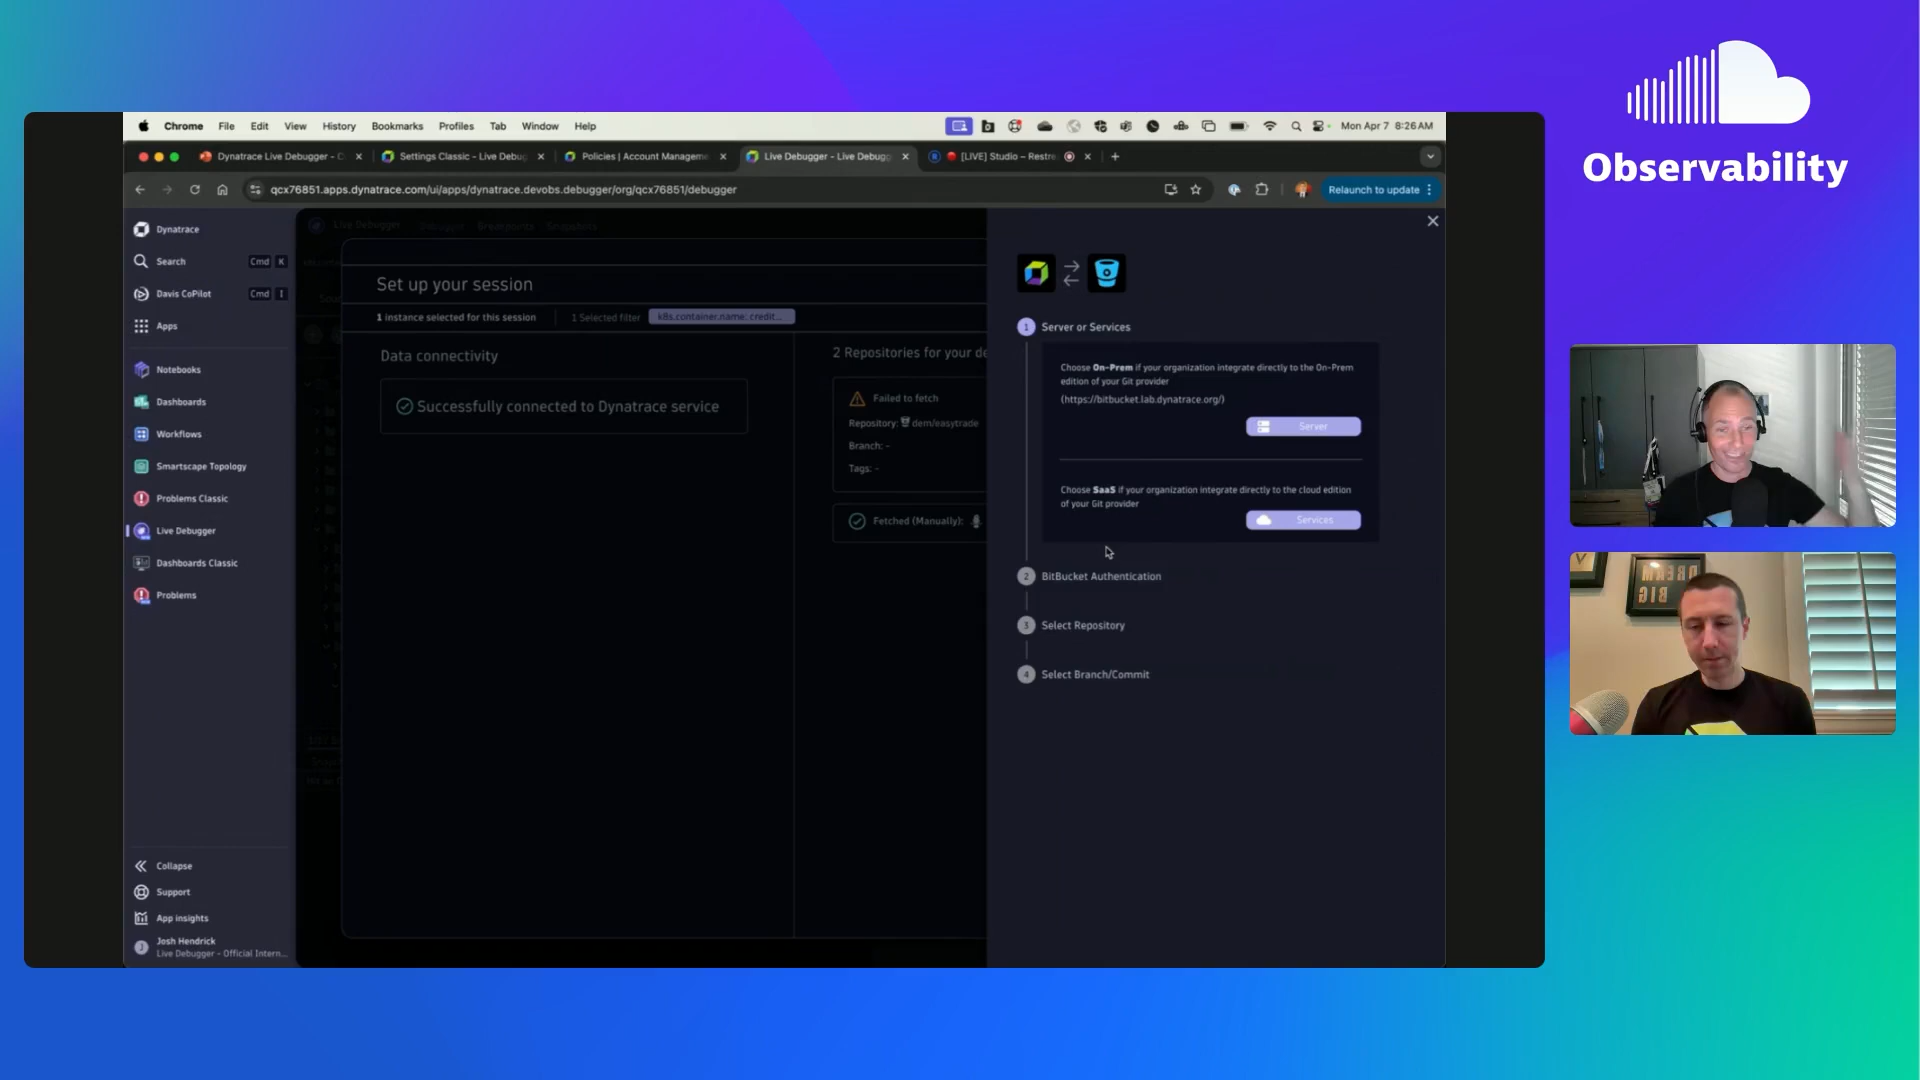 Observability
Chrome File Edit View History Bookmarks Profiles Tab Window Help
Mon Apr 7 8:26 AM
Dynatrace Live Debugger -
Settings Classic - Live Debug
Policies | Account Manageme
Live Debugger - Live Debugg
[LIVE] Studio – Restre
qcx76851.apps.dynatrace.com/ui/apps/dynatrace.devobs.debugger/org/qcx76851/debugger
Relaunch to update
Dynatrace
Search Cmd K
Davis CoPilot Cmd I
Apps
Notebooks
Dashboards
Workflows
Smartscape Topology
Problems Classic
Live Debugger
Dashboards Classic
Problems
Collapse
Support
App insights
Josh Hendrick
Live Debugger - Official Intern...
Live Debugger Debugger Breakpoints Snapshots
Set up your session
1 instance selected for this session
1 Selected filter
k8s.container.name: credit...
Data connectivity
Successfully connected to Dynatrace service
2 Repositories for your de
Failed to fetch
Repository: dem/easytrade
Branch: -
Tags: -
Fetched (Manually):
1 Server or Services
Choose On-Prem if your organization integrate directly to the On-Prem
edition of your Git provider
(https://bitbucket.lab.dynatrace.org/)
Server
Choose SaaS if your organization integrate directly to the cloud edition
of your Git provider
Services
2 BitBucket Authentication
3 Select Repository
4 Select Branch/Commit
DREAM
BIG